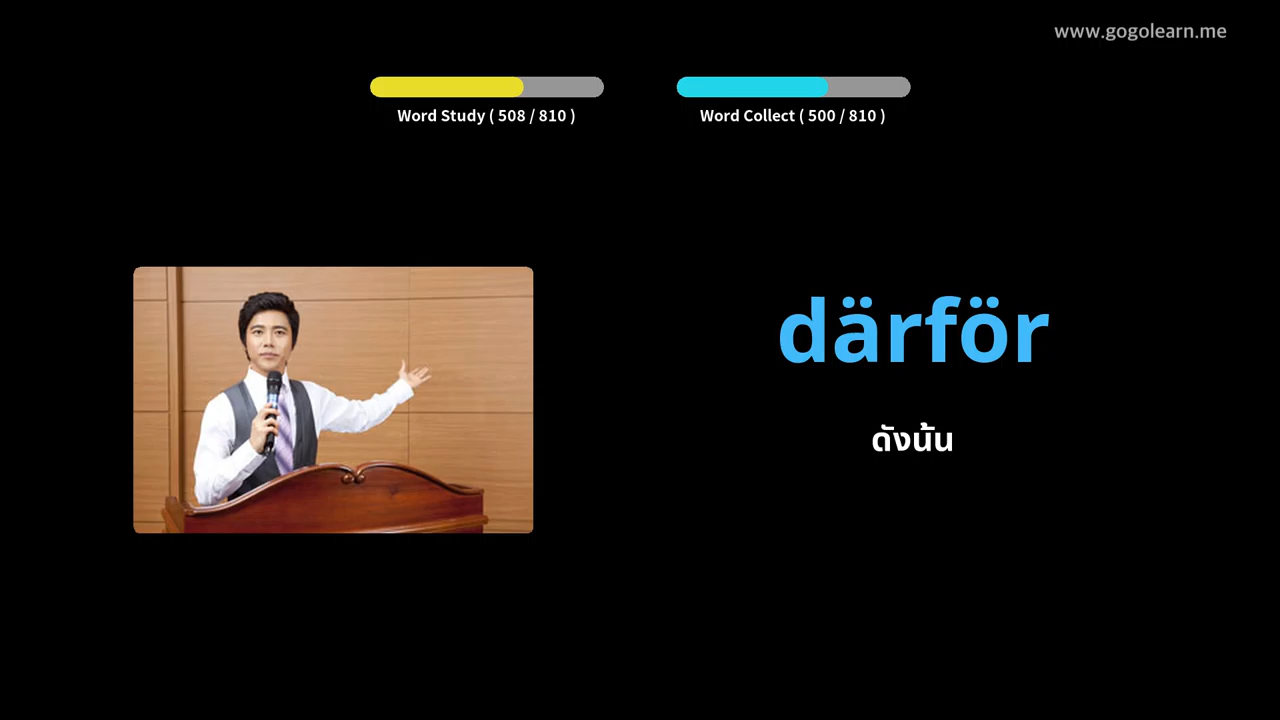 www.gogolearn.me
Word Study ( 508 / 810 )
Word Collect ( 500 / 810 )
därför
ดังนั้น